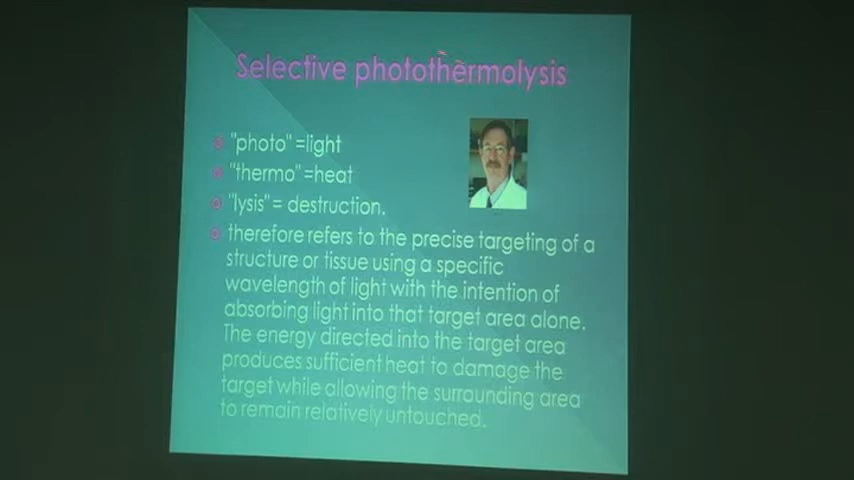 Selective photothermolysis
"photo" =light
"thermo" =heat
"lysis" = destruction.
therefore refers to the precise targeting of a
structure or tissue using a specific
wavelength of light with the intention of
absorbing light into that target area alone.
The energy directed into the target area
produces sufficient heat to damage the
target while allowing the surrounding area
to remain relatively untouched.